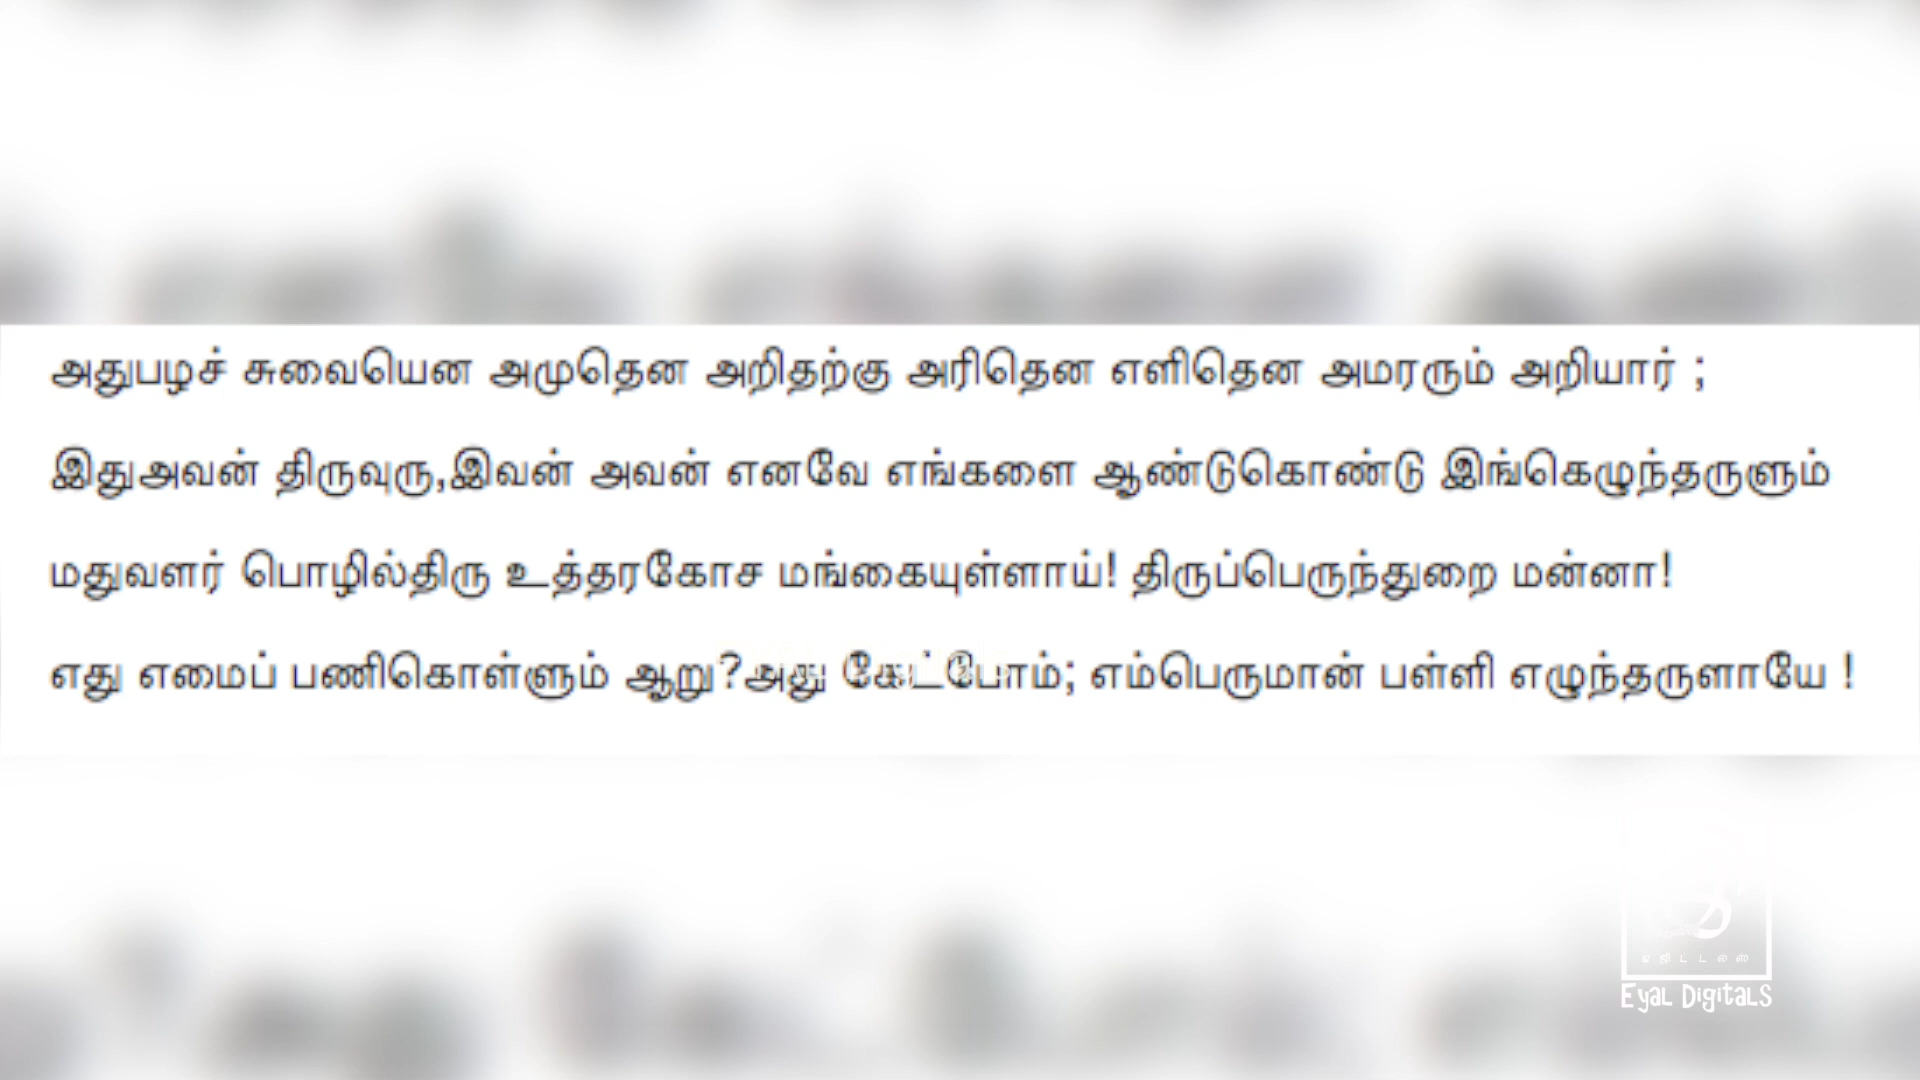 அதுபழச் சுவையென அமுதென அறிதற்கு அரிதென எளிதென அமரரும் அறியார் ;
இதுஅவன் திருவுரு,இவன் அவன் எனவே எங்களை ஆண்டுகொண்டு இங்கெழுந்தருளும்
மதுவளர் பொழில்திரு உத்தரகோச மங்கையுள்ளாய்! திருப்பெருந்துறை மன்னா!
எது எமைப் பணிகொள்ளும் ஆறு?அது கேட்போம்; எம்பெருமான் பள்ளி எழுந்தருளாயே !
டிஜிட்டலஸ்
Eyal Digitals